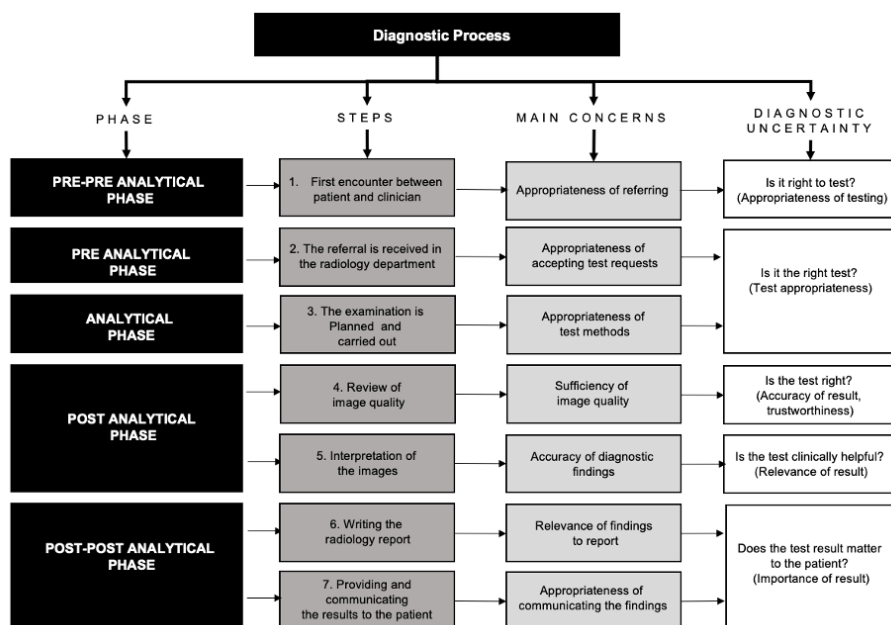 Diagnostic Process
PHASE
STEPS
MAIN CONCERNS
DIAGNOSTIC
UNCERTAINTY
PRE-PRE ANALYTICAL
PHASE
1. First encounter between
patient and clinician
Appropriateness of referring
Is it right to test?
(Appropriateness of testing)
PRE ANALYTICAL
PHASE
2. The referral is received in
the radiology department
Appropriateness of
accepting test requests
Is it the right test?
(Test appropriateness)
ANALYTICAL
PHASE
3. The examination is
Planned and
carried out
Appropriateness of
test methods
POST ANALYTICAL
PHASE
4. Review of
image quality
Sufficiency of
image quality
Is the test right?
(Accuracy of result,
trustworthiness)
5. Interpretation of
the images
Accuracy of diagnostic
findings
Is the test clinically helpful?
(Relevance of result)
POST-POST ANALYTICAL
PHASE
6. Writing the
radiology report
Relevance of findings
to report
Does the test result matter
to the patient?
(Importance of result)
7. Providing and
communicating
the results to the patient
Appropriateness of
communicating the findings